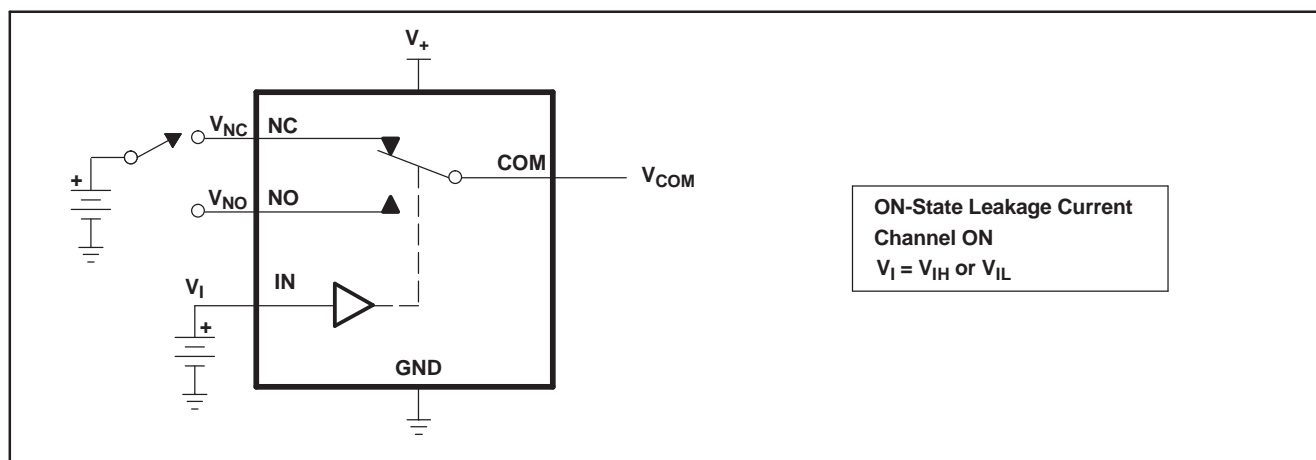 V+
VNC NC
COM
VCOM
+
VNO NO
VI IN
+
GND
ON-State Leakage Current
Channel ON
VI = VIH or VIL